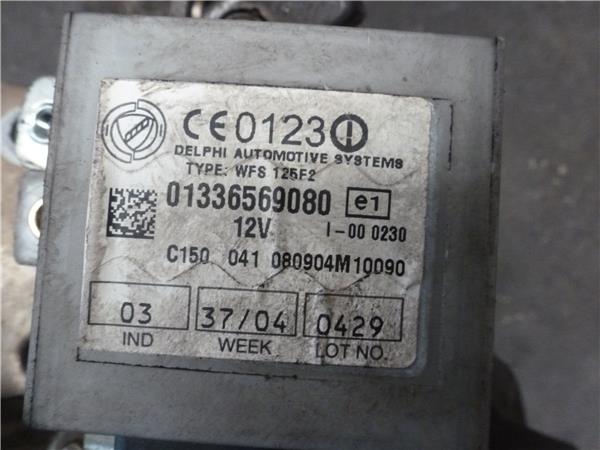 CE0123
DELPHI AUTOMOTIVE SYSTEMS
TYPE: WFS 125F2
01336569080 e1
12V I-00 0230
C150 041 080904M10090
03 37/04 0429
IND WEEK LOT NO.